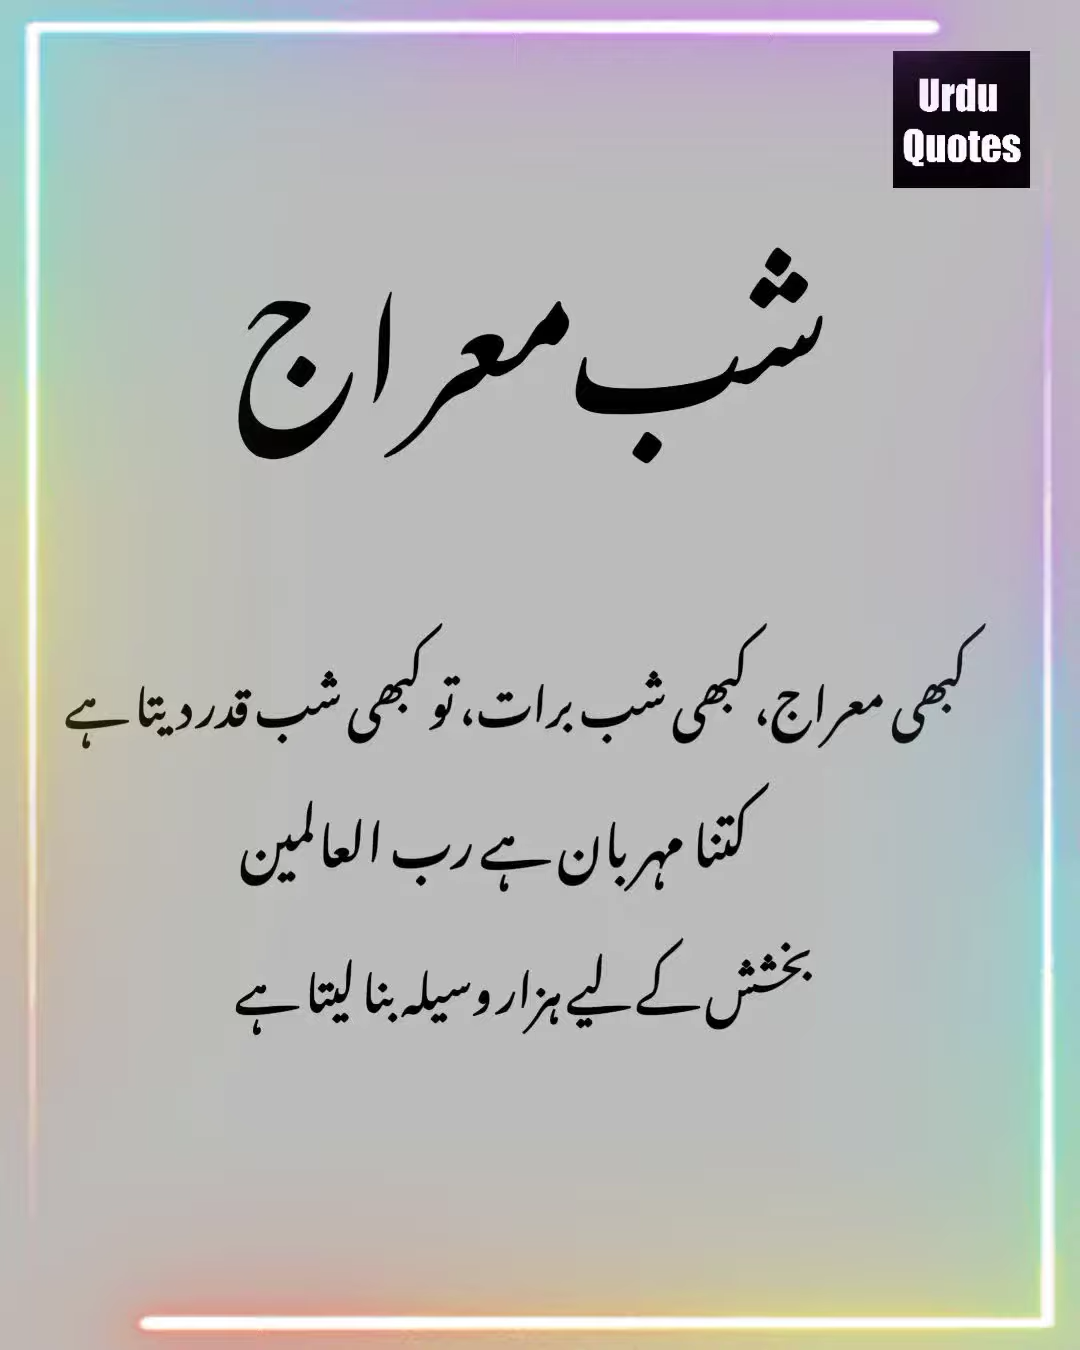 Urdu
Quotes
شب معراج
کبھی معراج، کبھی شب برات، تو کبھی شب قدر دیتا ہے
کتنا مہربان ہے رب العالمین
بخشش کے لیے ہزار وسیلہ بنا لیتا ہے